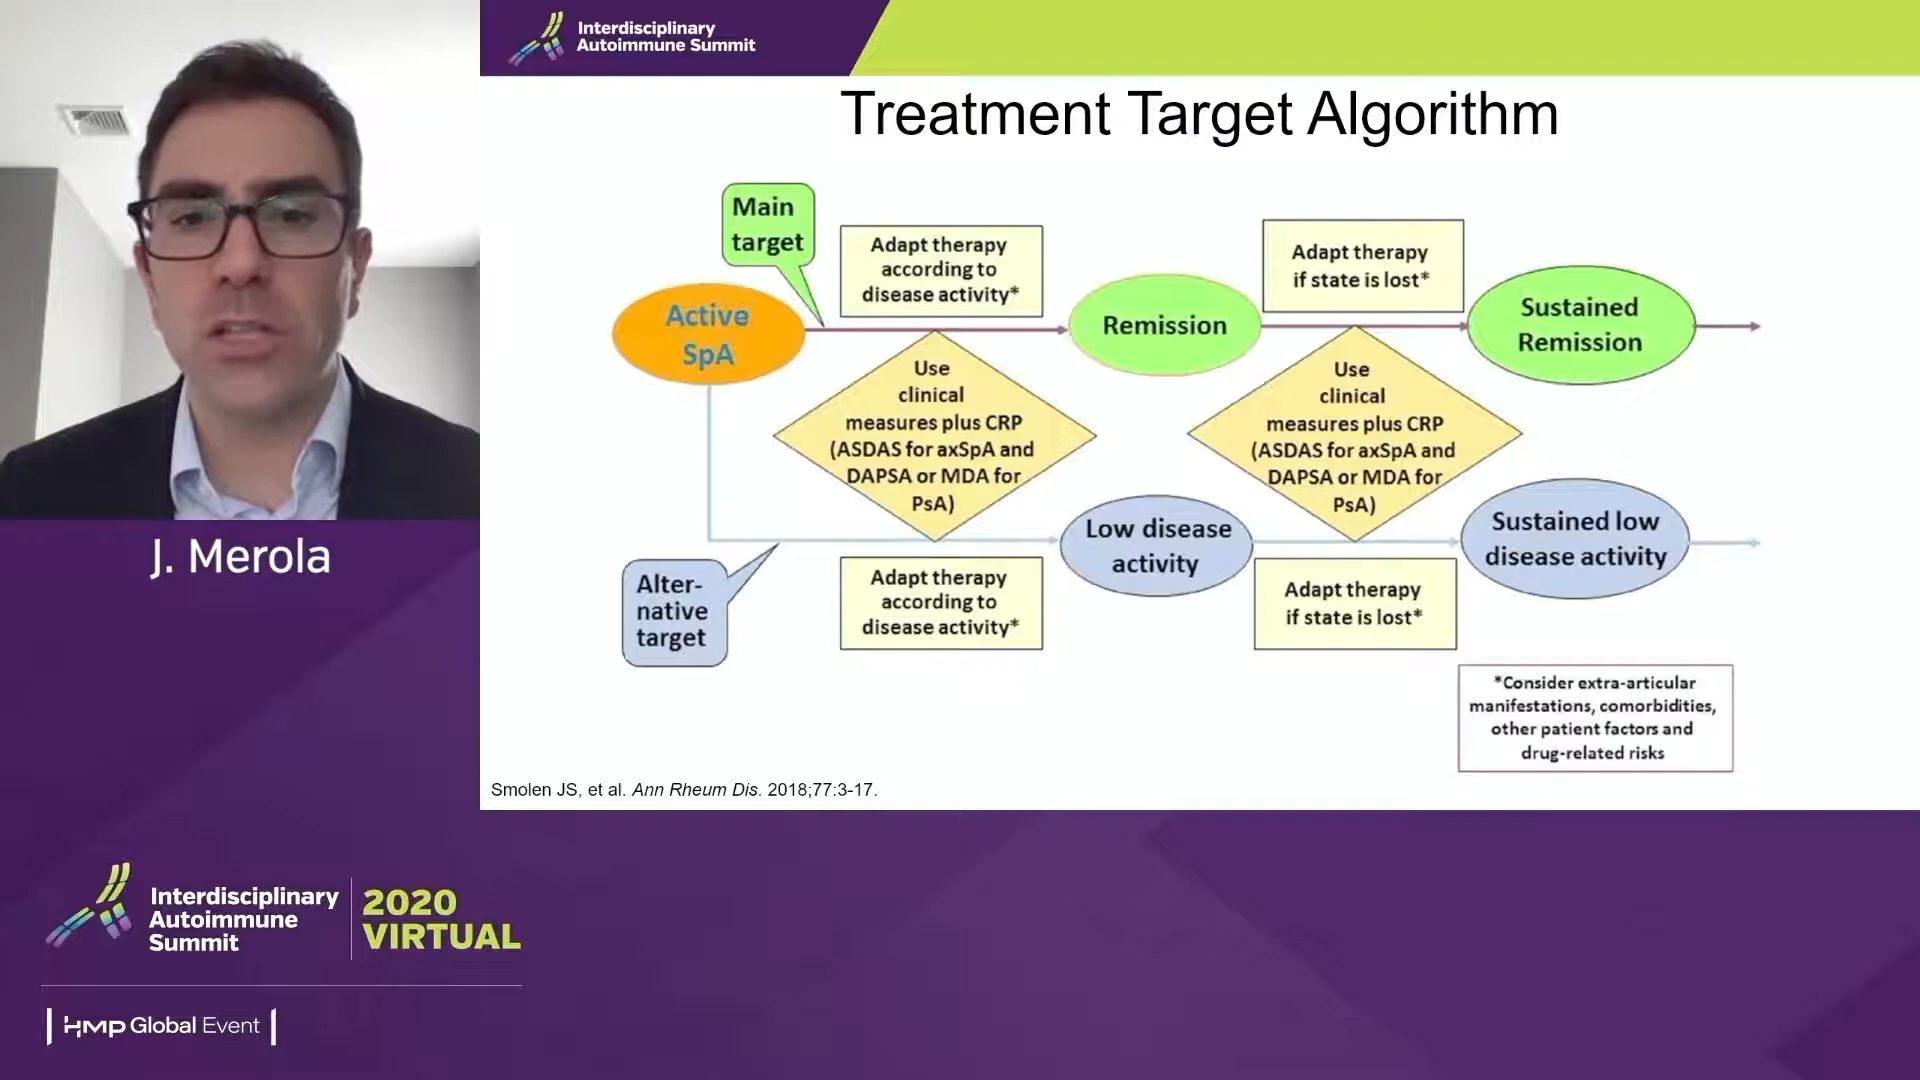 Interdisciplinary
Autoimmune Summit
Treatment Target Algorithm
Main
target
Adapt therapy
according to
disease activity*
Adapt therapy
if state is lost*
Active
SpA
Remission
Sustained
Remission
Use
clinical
measures plus CRP
(ASDAS for axSpA and
DAPSA or MDA for
PsA)
Use
clinical
measures plus CRP
(ASDAS for axSpA and
DAPSA or MDA for
PsA)
Low disease
activity
Sustained low
disease activity
Alter-
native
target
Adapt therapy
according to
disease activity*
Adapt therapy
if state is lost*
*Consider extra-articular
manifestations, comorbidities,
other patient factors and
drug-related risks
Smolen JS, et al. Ann Rheum Dis. 2018;77:3-17.
J. Merola
Interdisciplinary
Autoimmune
Summit
2020
VIRTUAL
HMP Global Event